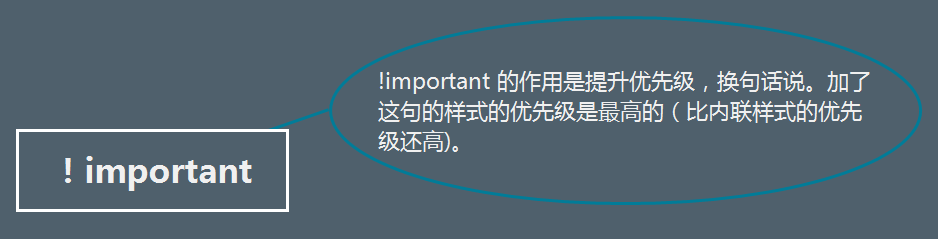 !important 的作用是提升优先级，换句话说。加了
这句的样式的优先级是最高的（比内联样式的优先
级还高)。
！important